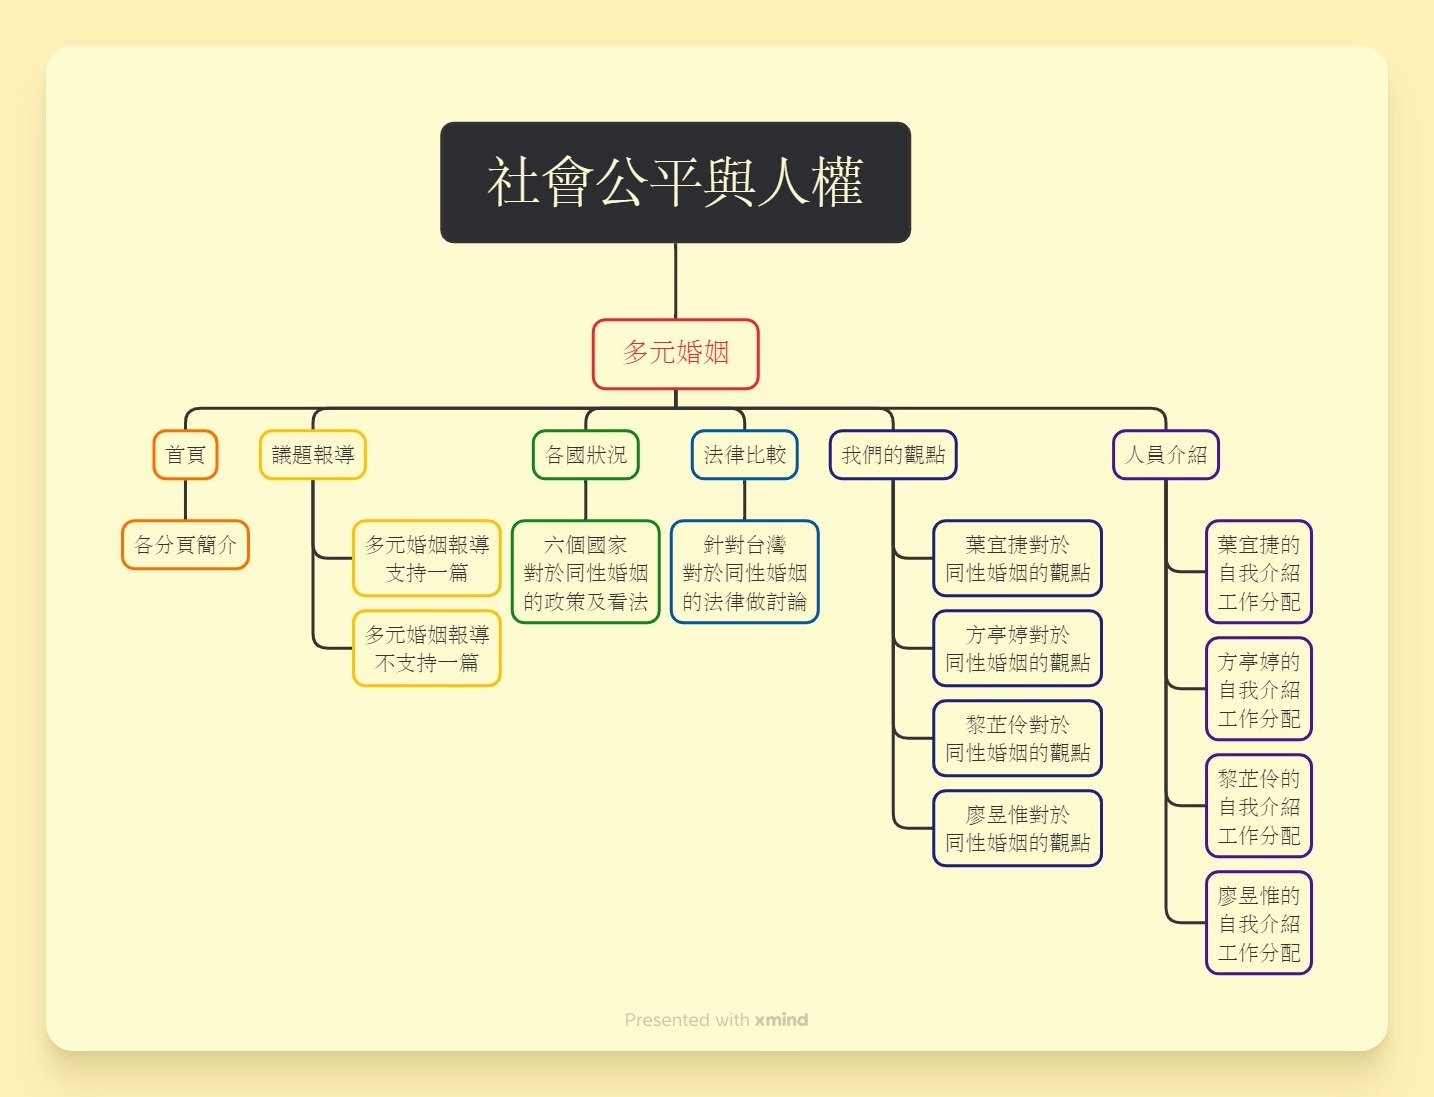 社會公平與人權
多元婚姻
首頁
各分頁簡介
議題報導
多元婚姻報導
支持一篇
多元婚姻報導
不支持一篇
各國狀況
六個國家
對於同性婚姻
的政策及看法
法律比較
針對台灣
對於同性婚姻
的法律做討論
我們的觀點
葉宜捷對於
同性婚姻的觀點
方亭婷對於
同性婚姻的觀點
黎芷伶對於
同性婚姻的觀點
廖昱惟對於
同性婚姻的觀點
人員介紹
葉宜捷的
自我介紹
工作分配
方亭婷的
自我介紹
工作分配
黎芷伶的
自我介紹
工作分配
廖昱惟的
自我介紹
工作分配
Presented with xmind